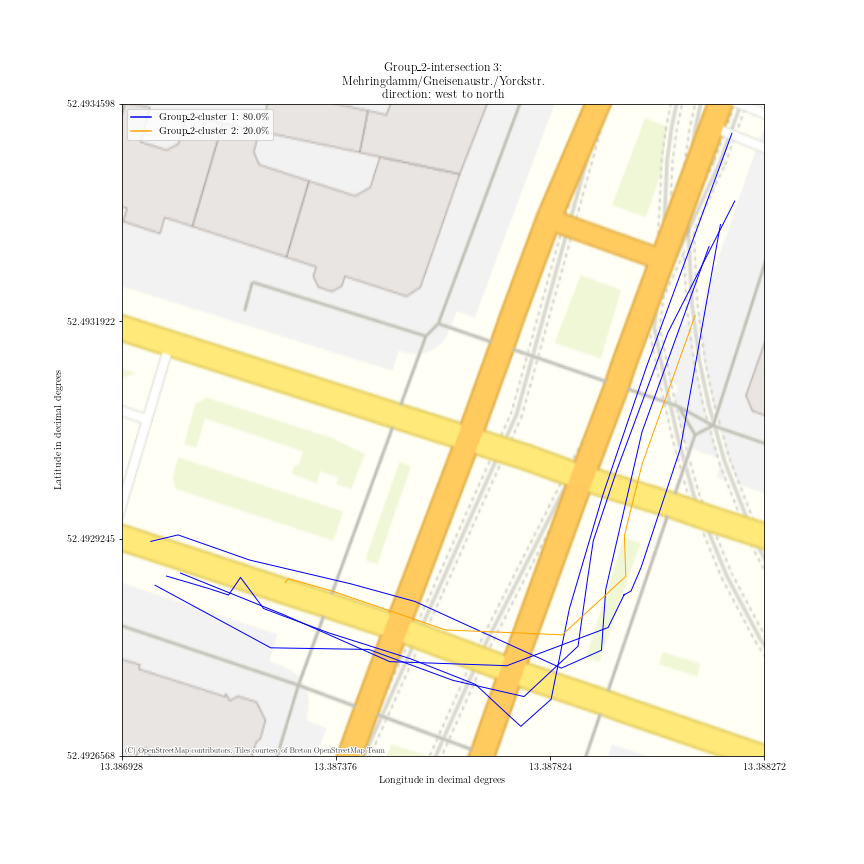 Group_2-intersection 3:
Mehringdamm/Gneisenaustr./Yorckstr.
direction: west to north
52.4934598
Group_2-cluster 1: 80.0%
Group_2-cluster 2: 20.0%
52.4931922
Latitude in decimal degrees
52.4929245
52.4926568
(C) OpenStreetMap contributors, Tiles courtesy of Breton OpenStreetMap Team
13.386928
13.387376
13.387824
13.388272
Longitude in decimal degrees